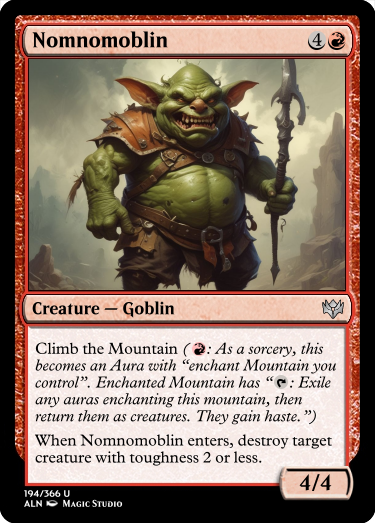 Nomnomoblin 4
Creature — Goblin
Climb the Mountain ( : As a sorcery, this
becomes an Aura with “enchant Mountain you
control”. Enchanted Mountain has “ : Exile
any auras enchanting this mountain, then
return them as creatures. They gain haste.”)
When Nomnomoblin enters, destroy target
creature with toughness 2 or less.
4/4
194/366 U
ALN Magic Studio